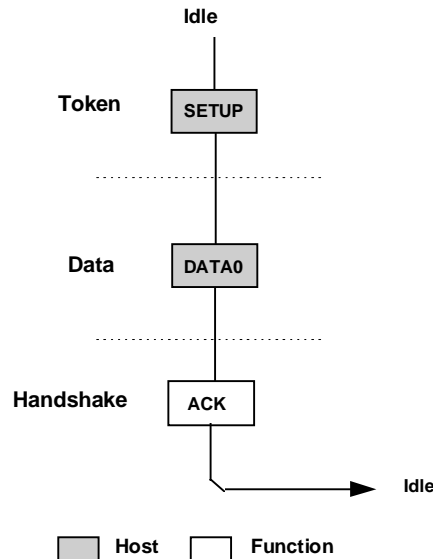 Idle
Token
SETUP
Data
DATA0
Handshake
ACK
Idle
Host Function